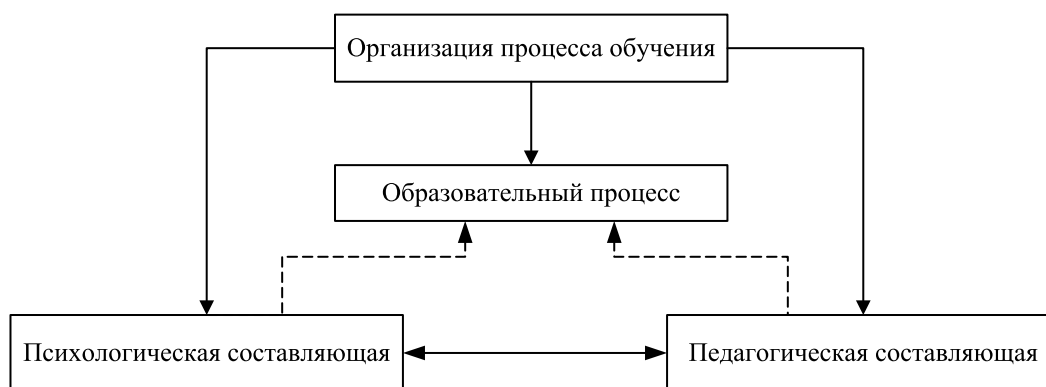 Организация процесса обучения
Образовательный процесс
Психологическая составляющая
Педагогическая составляющая